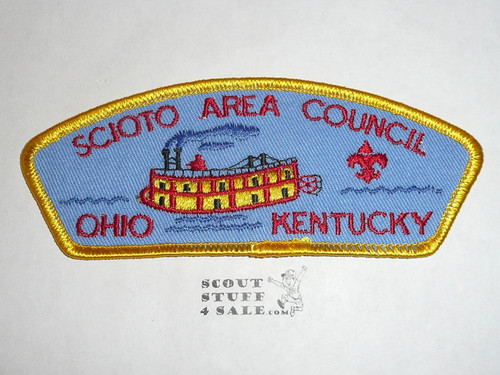 SCIOTO AREA COUNCIL
OHIO KENTUCKY
SCOUT
STUFF
4 SALE.COM